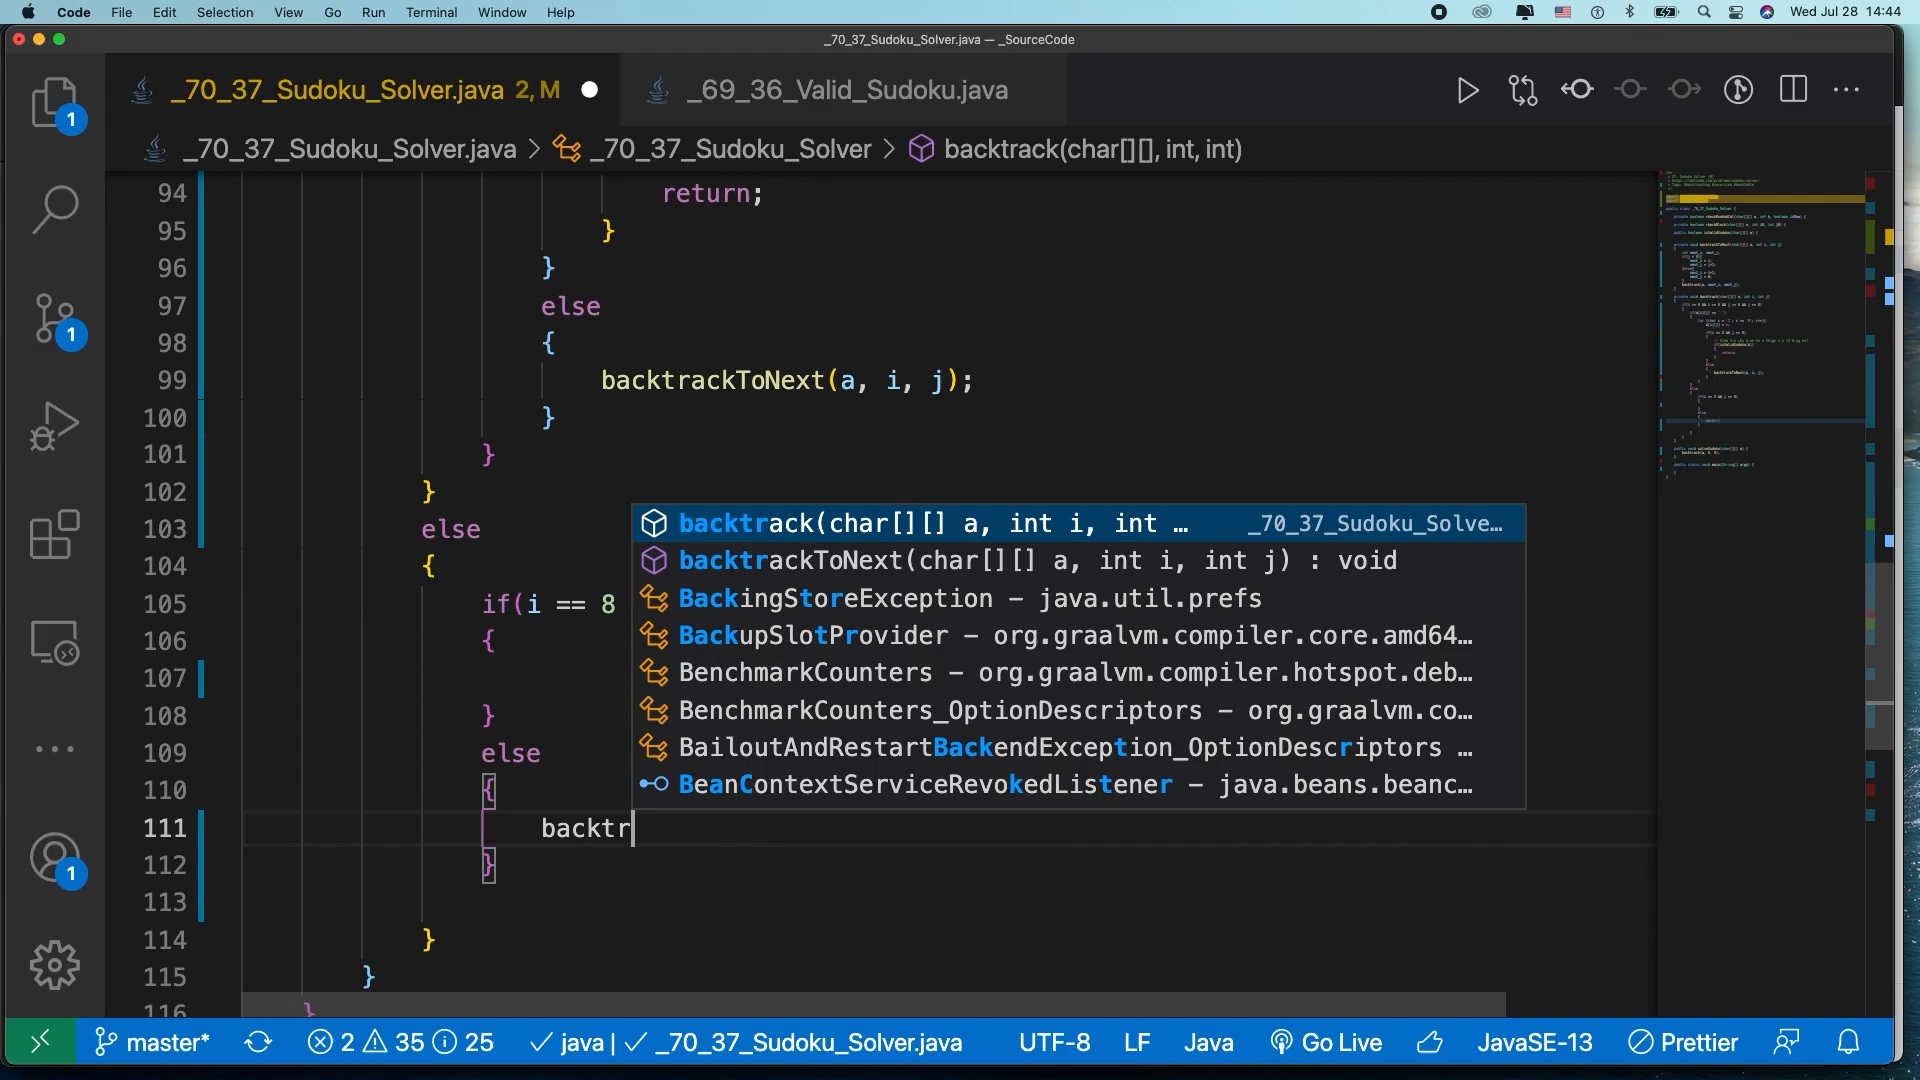 Code File Edit Selection View Go Run Terminal Window Help Wed Jul 28 14:44
_70_37_Sudoku_Solver.java — _SourceCode
_70_37_Sudoku_Solver.java 2, M _69_36_Valid_Sudoku.java
_70_37_Sudoku_Solver.java > _70_37_Sudoku_Solver > backtrack(char[][], int, int)
94 return;
95 }
96 }
97 else
98 {
99 backtrackToNext(a, i, j);
100 }
101 }
102 }
103 else
104 {
105 if(i == 8
106 {
107
108 }
109 else
110 {
111 backtr
112 }
113
114 }
115 }
116 }
backtrack(char[][] a, int i, int … _70_37_Sudoku_Solve…
backtrackToNext(char[][] a, int i, int j) : void
BackingStoreException – java.util.prefs
BackupSlotProvider – org.graalvm.compiler.core.amd64…
BenchmarkCounters – org.graalvm.compiler.hotspot.deb…
BenchmarkCounters_OptionDescriptors – org.graalvm.co…
BailoutAndRestartBackendException_OptionDescriptors …
BeanContextServiceRevokedListener – java.beans.beanc…
1
1
1
master* 2 35 25 java | _70_37_Sudoku_Solver.java UTF-8 LF Java Go Live JavaSE-13 Prettier